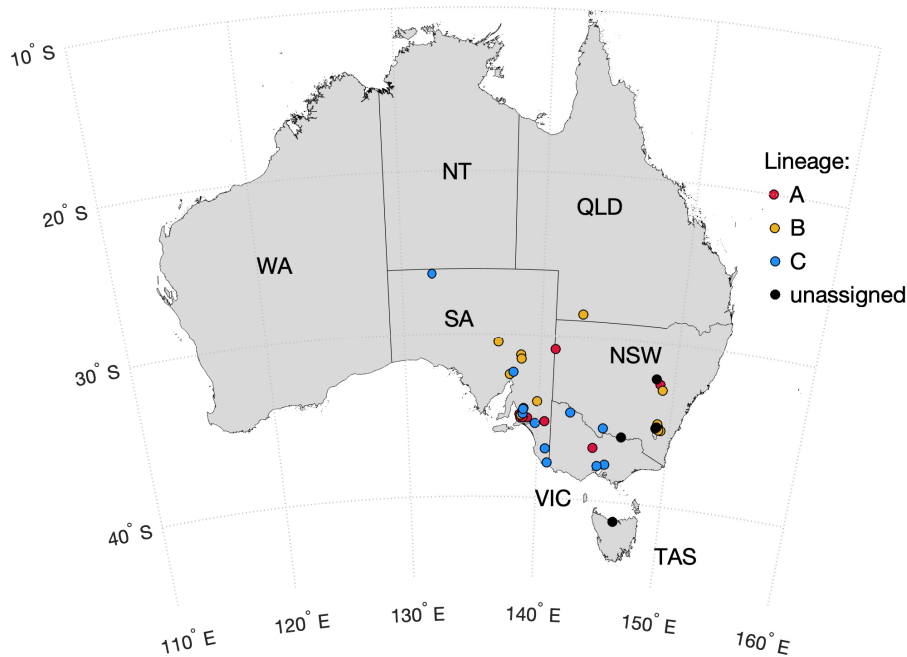 10° S
20° S
30° S
40° S
110° E
120° E
130° E
140° E
150° E
160° E
WA
NT
QLD
SA
NSW
VIC
TAS
Lineage:
A
B
C
unassigned